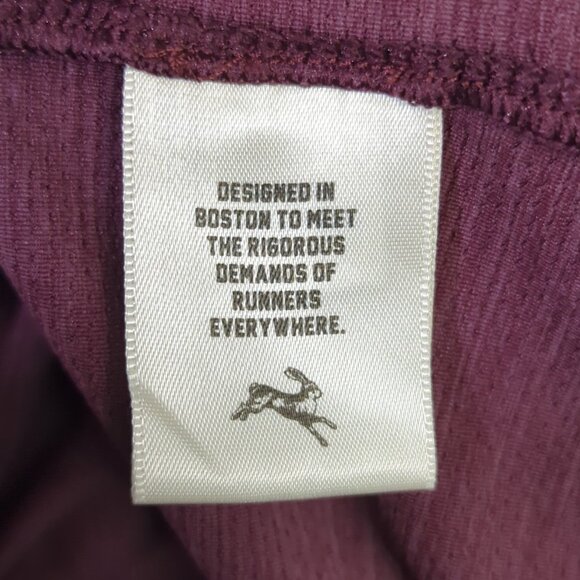 DESIGNED IN
BOSTON TO MEET
THE RIGOROUS
DEMANDS OF
RUNNERS
EVERYWHERE.